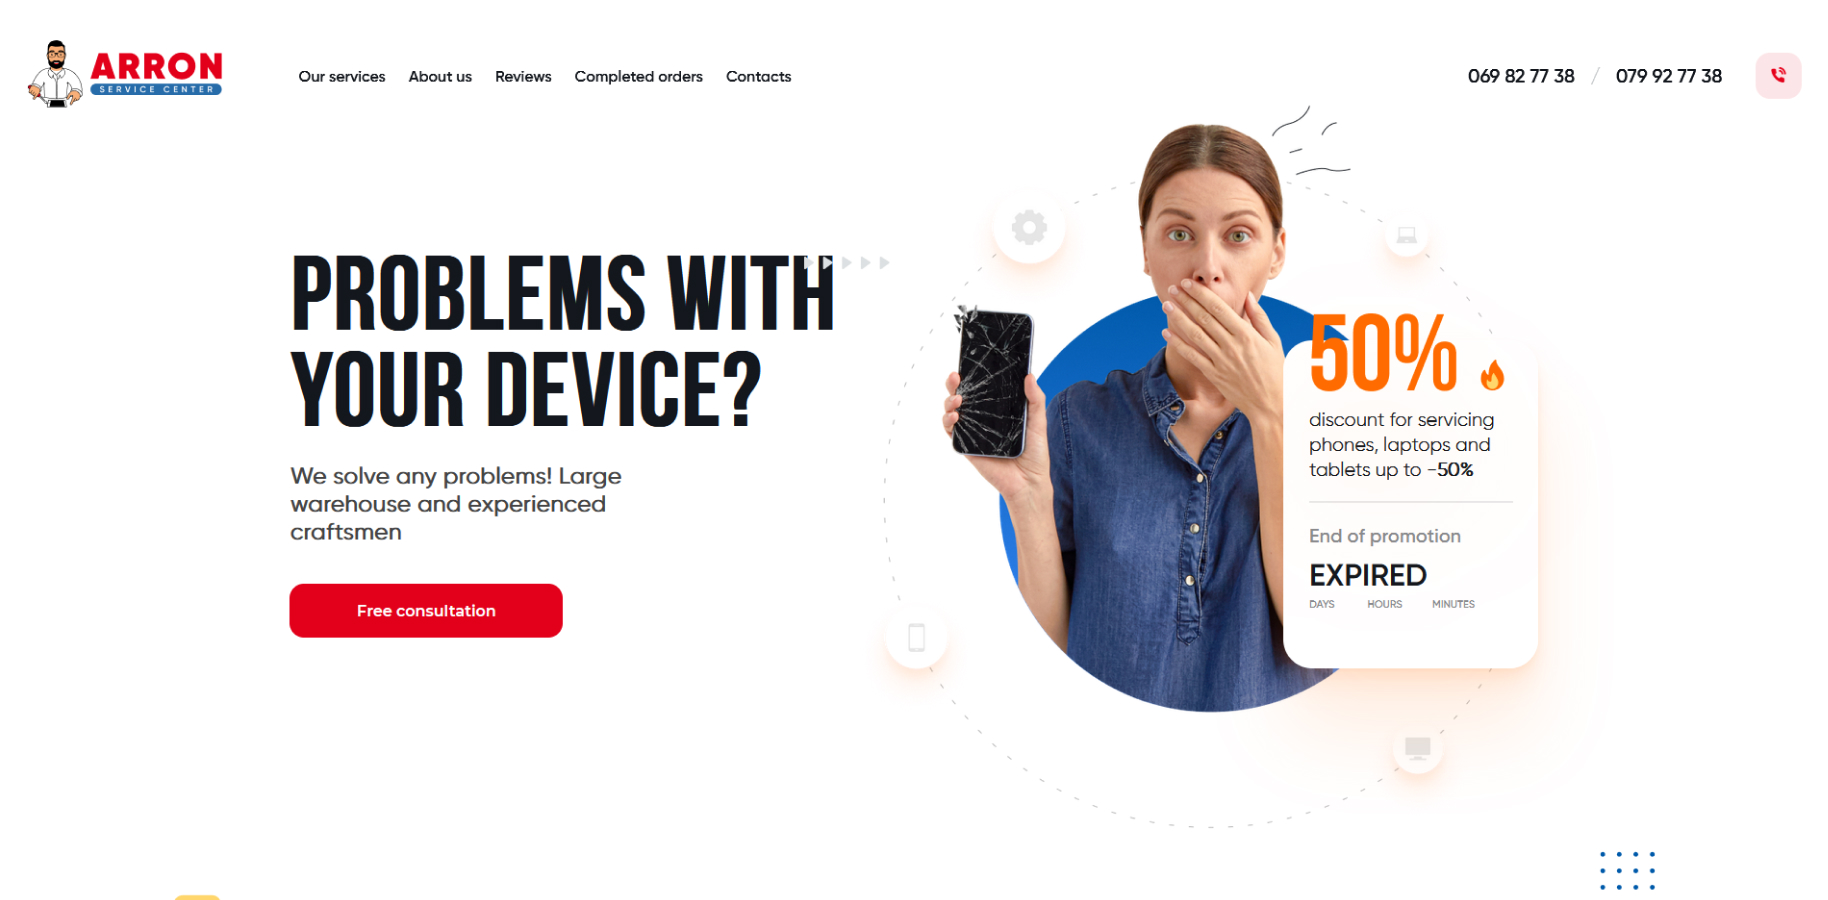 ARRON
SERVICE CENTER
Our services
About us
Reviews
Completed orders
Contacts
069 82 77 38 / 079 92 77 38
PROBLEMS WITH
YOUR DEVICE?
We solve any problems! Large
warehouse and experienced
craftsmen
Free consultation
50%
discount for servicing
phones, laptops and
tablets up to -50%
End of promotion
EXPIRED
DAYS HOURS MINUTES